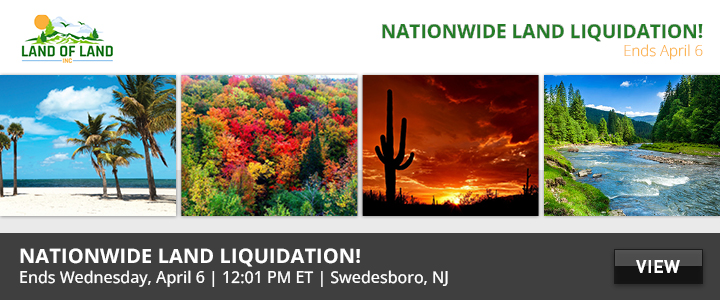 LAND OF LAND
INC
NATIONWIDE LAND LIQUIDATION!
Ends April 6
NATIONWIDE LAND LIQUIDATION!
Ends Wednesday, April 6 | 12:01 PM ET | Swedesboro, NJ
VIEW